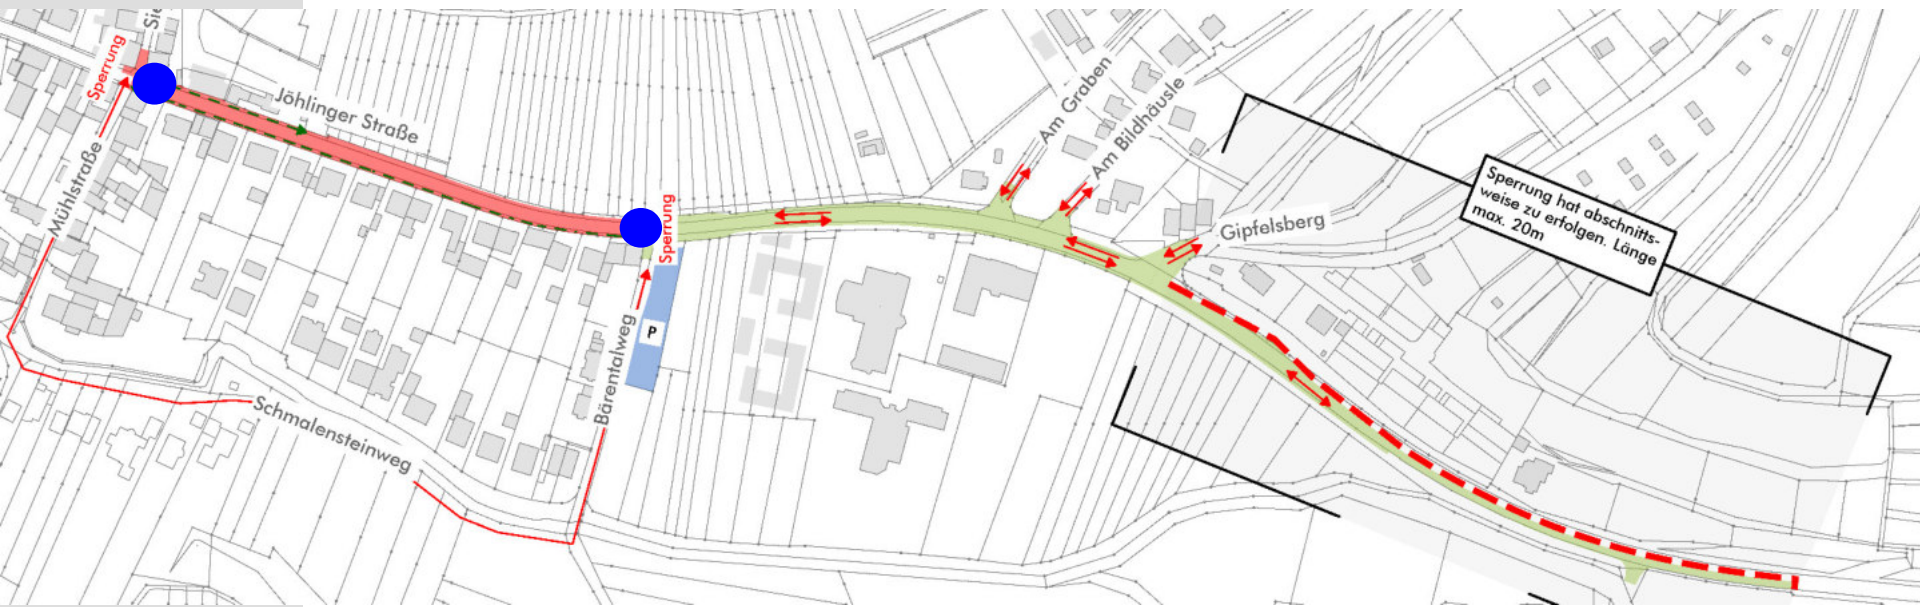 Sie
Sperrung
Jöhlinger Straße
Mühlstraße
Am Graben
Am Bildhäusle
Sperrung hat abschnitts-
weise zu erfolgen. Länge
max. 20m
Sperrung
Gipfelsberg
P
Bärentalweg
Schmalensteinweg